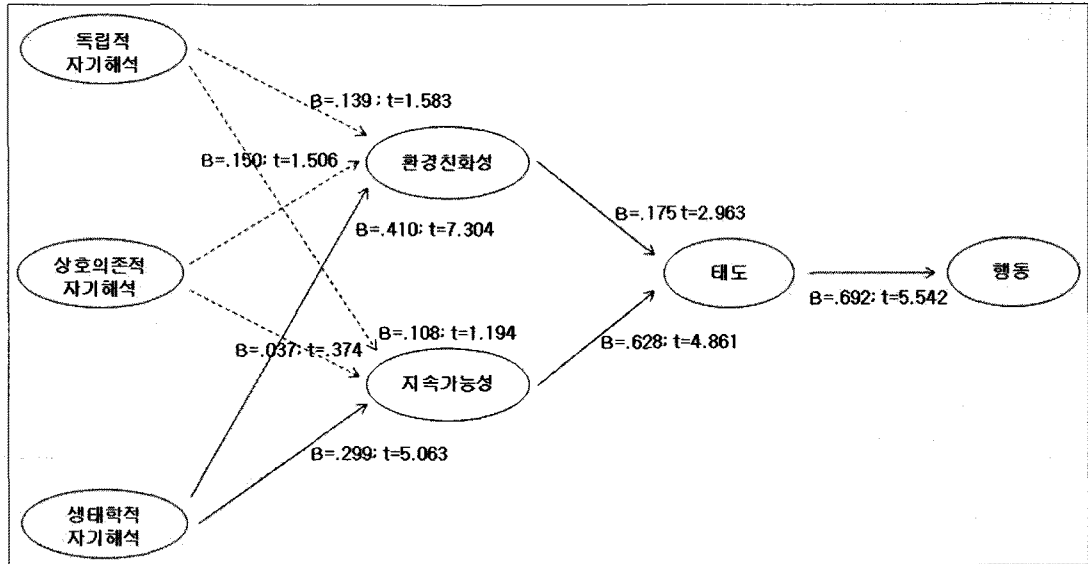 독립적
자기해석
B=.139 ; t=1.583
B=.150; t=1.506
환경친화성
B=.410; t=7.304
B=.175 t=2.963
상호의존적
자기해석
태도
행동
B=.692; t=5.542
B=.108; t=1.194
B=.037; t=.374
B=.628; t=4.861
지속가능성
B=.299; t=5.063
생태학적
자기해석